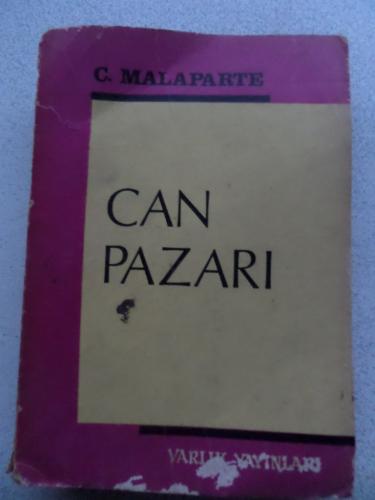 C. MALAPARTE
CAN
PAZARI
VARLIK YAYINLARI